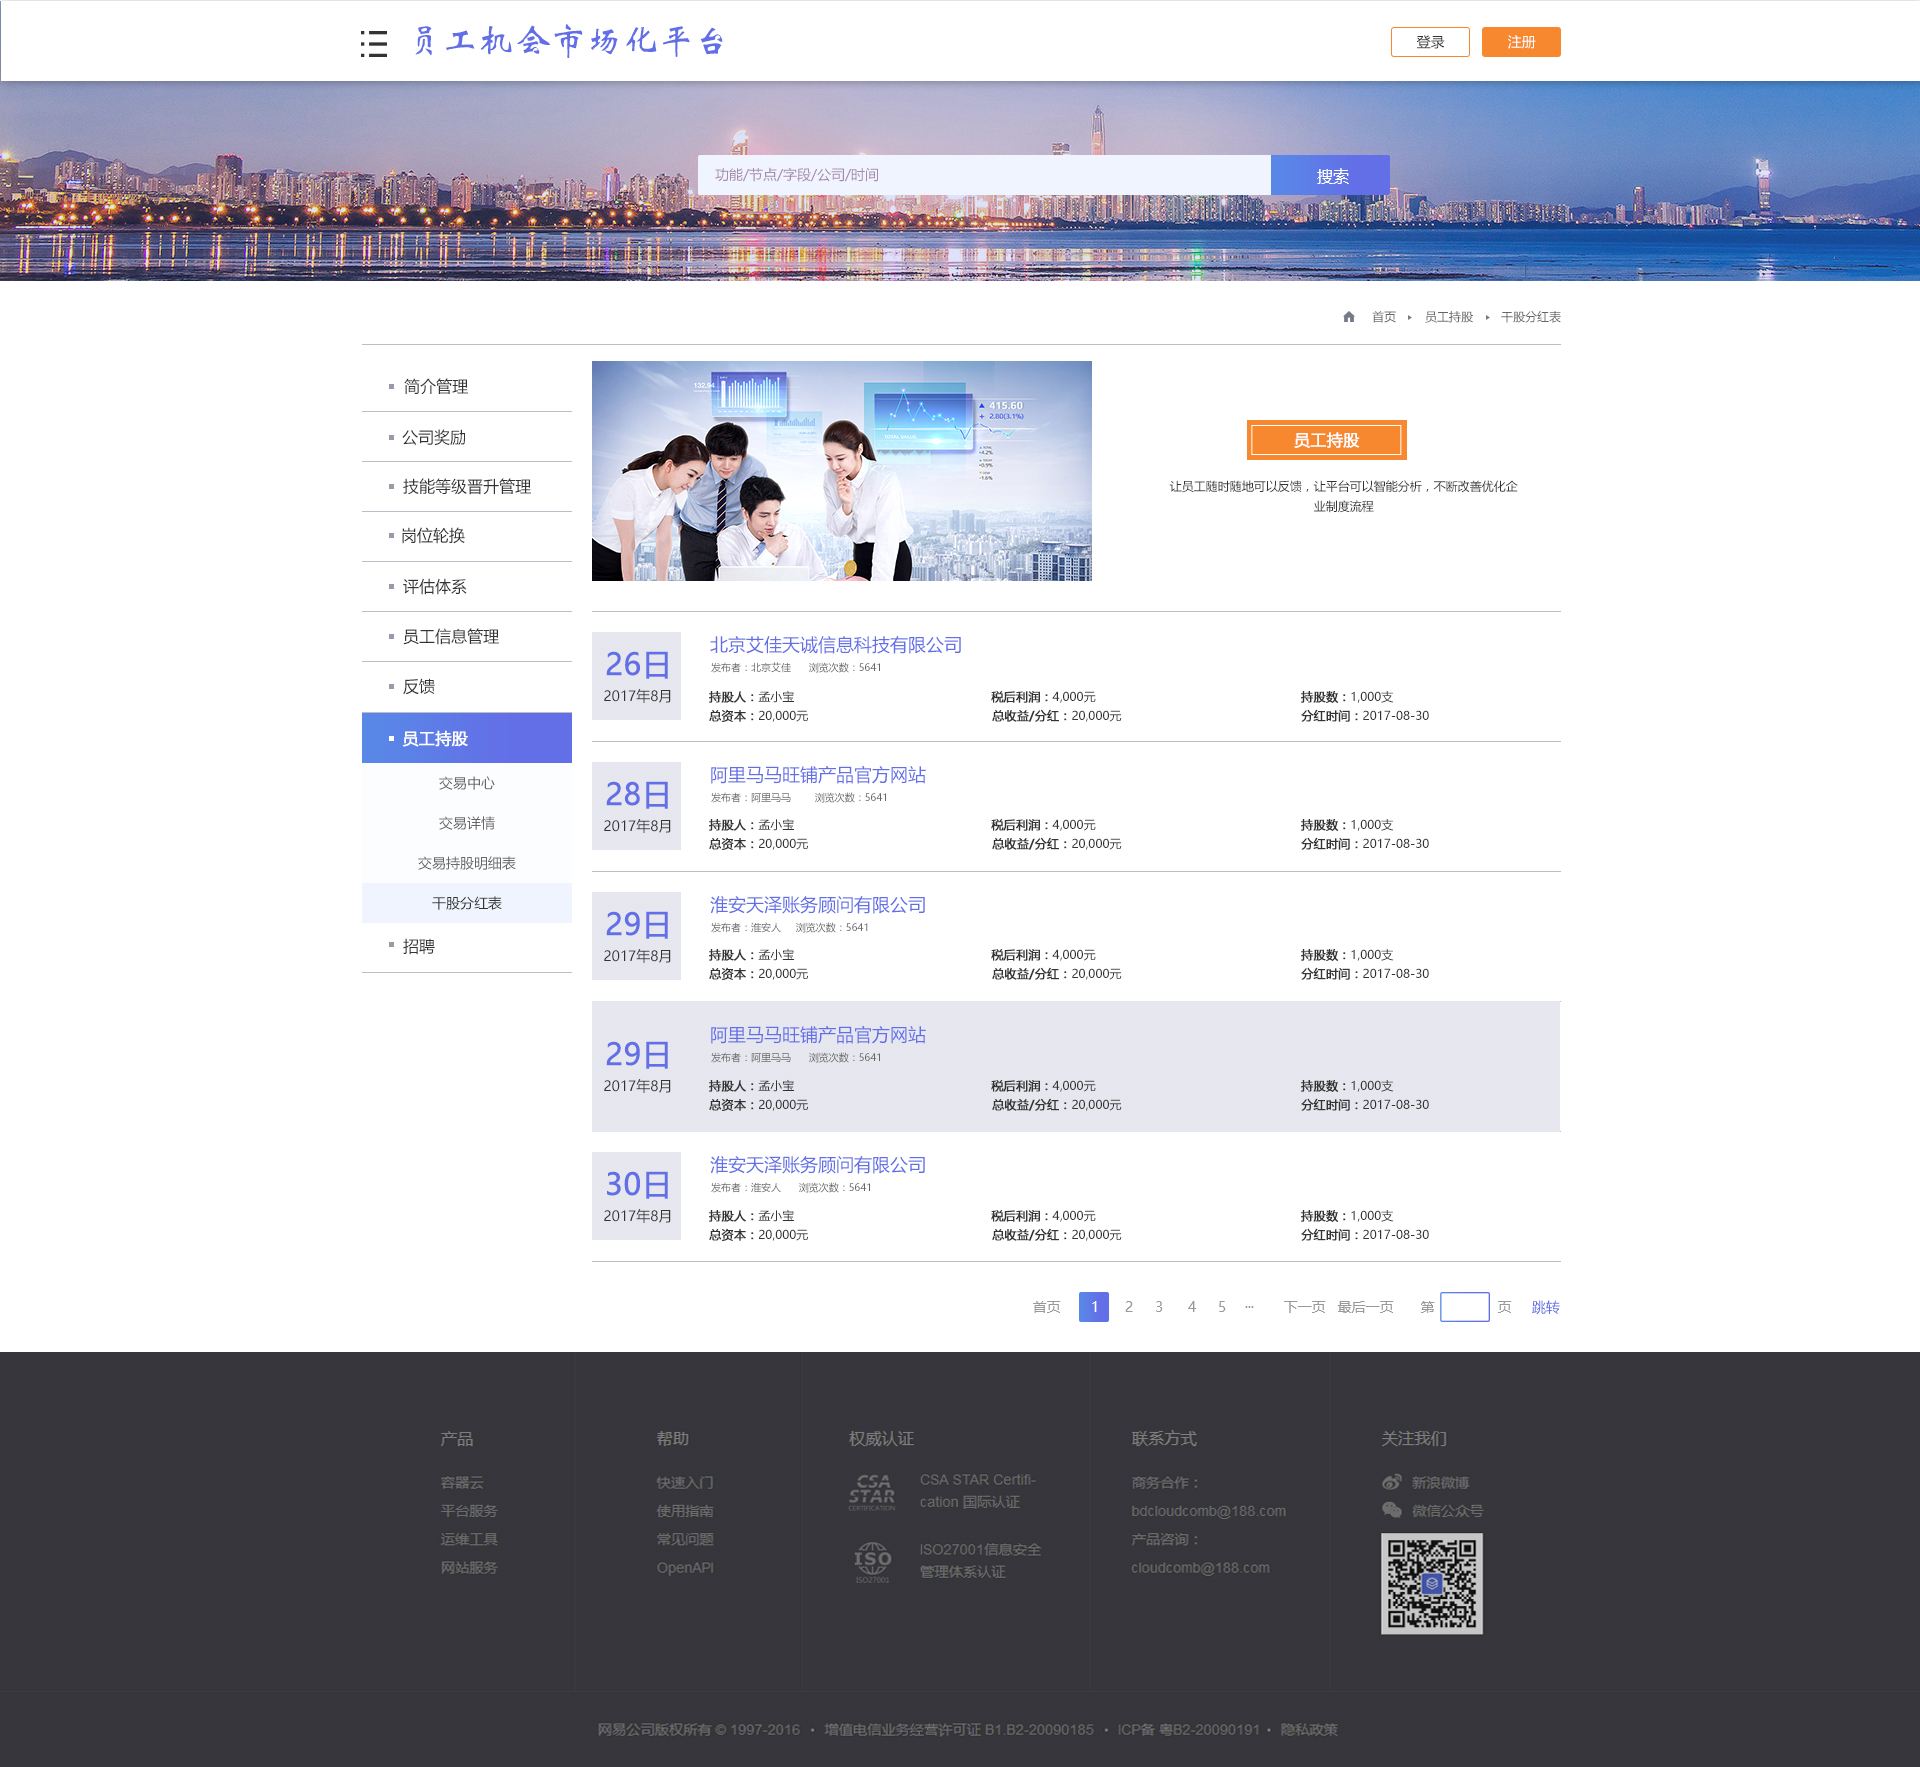 员工机会市场化平台
登录 注册
功能/节点/字段/公司/时间 搜索
首页 员工持股 干股分红表
简介管理
公司奖励
技能等级晋升管理
岗位轮换
评估体系
员工信息管理
反馈
员工持股
交易中心
交易详情
交易持股明细表
干股分红表
招聘
132.94
415.60
2.80(3.1%)
TOTAL VALUE
-4.2%
+0.9%
-1.6%
员工持股
让员工随时随地可以反馈，让平台可以智能分析，不断改善优化企
业制度流程
26日
2017年8月
北京艾佳天诚信息科技有限公司
发布者：北京艾佳 浏览次数：5641
持股人：孟小宝 税后利润：4,000元 持股数：1,000支
总资本：20,000元 总收益/分红：20,000元 分红时间：2017-08-30
28日
2017年8月
阿里马马旺铺产品官方网站
发布者：阿里马马 浏览次数：5641
持股人：孟小宝 税后利润：4,000元 持股数：1,000支
总资本：20,000元 总收益/分红：20,000元 分红时间：2017-08-30
29日
2017年8月
淮安天泽账务顾问有限公司
发布者：淮安人 浏览次数：5641
持股人：孟小宝 税后利润：4,000元 持股数：1,000支
总资本：20,000元 总收益/分红：20,000元 分红时间：2017-08-30
29日
2017年8月
阿里马马旺铺产品官方网站
发布者：阿里马马 浏览次数：5641
持股人：孟小宝 税后利润：4,000元 持股数：1,000支
总资本：20,000元 总收益/分红：20,000元 分红时间：2017-08-30
30日
2017年8月
淮安天泽账务顾问有限公司
发布者：淮安人 浏览次数：5641
持股人：孟小宝 税后利润：4,000元 持股数：1,000支
总资本：20,000元 总收益/分红：20,000元 分红时间：2017-08-30
首页 1 2 3 4 5 ... 下一页 最后一页 第 页 跳转
产品
容器云
平台服务
运维工具
网站服务
帮助
快速入门
使用指南
常见问题
OpenAPI
权威认证
CSA
STAR
CERTIFICATION
CSA STAR Certifi-
cation 国际认证
ISO
ISO27001
ISO27001信息安全
管理体系认证
联系方式
商务合作：
bdcloudcomb@188.com
产品咨询：
cloudcomb@188.com
关注我们
新浪微博
微信公众号
网易公司版权所有 © 1997-2016 • 增值电信业务经营许可证 B1.B2-20090185 • ICP备 粤B2-20090191 • 隐私政策